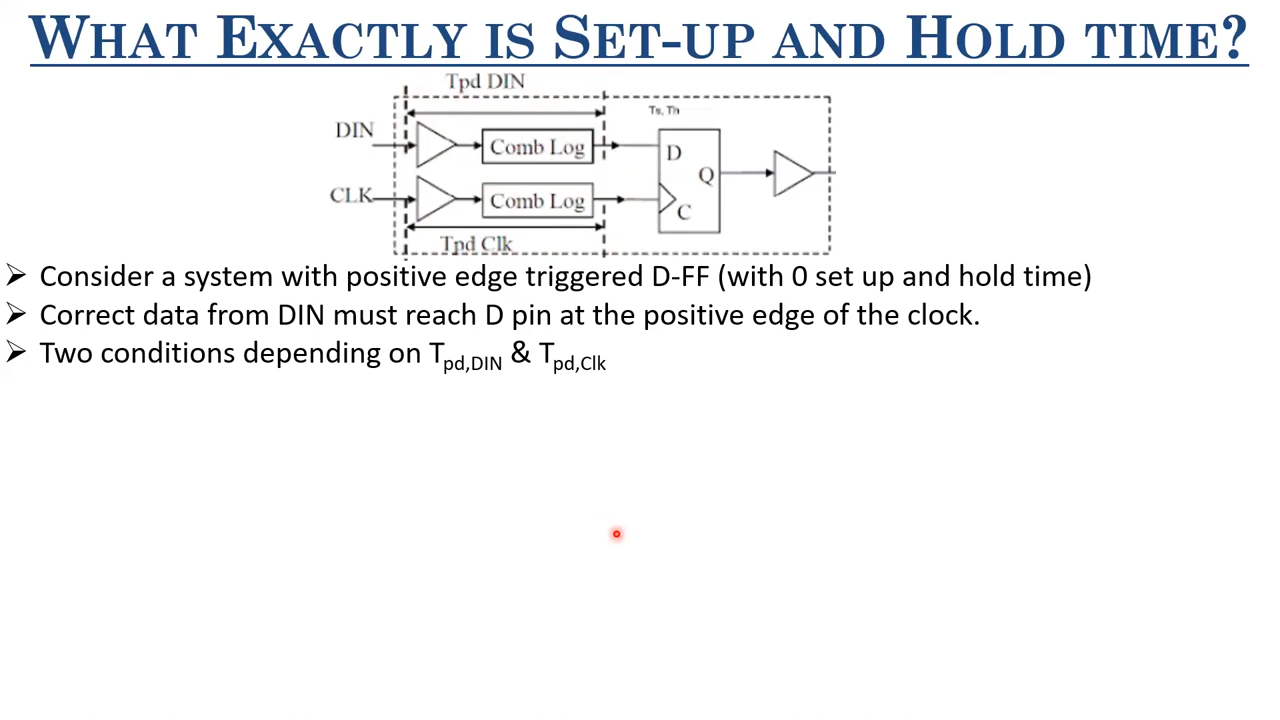 WHAT EXACTLY IS SET-UP AND HOLD TIME?
Tpd DIN
Ts, Th
DIN
Comb Log
D
Q
CLK
Comb Log
C
Tpd Clk
➢ Consider a system with positive edge triggered D-FF (with 0 set up and hold time)
➢ Correct data from DIN must reach D pin at the positive edge of the clock.
➢ Two conditions depending on Tpd,DIN & Tpd,Clk